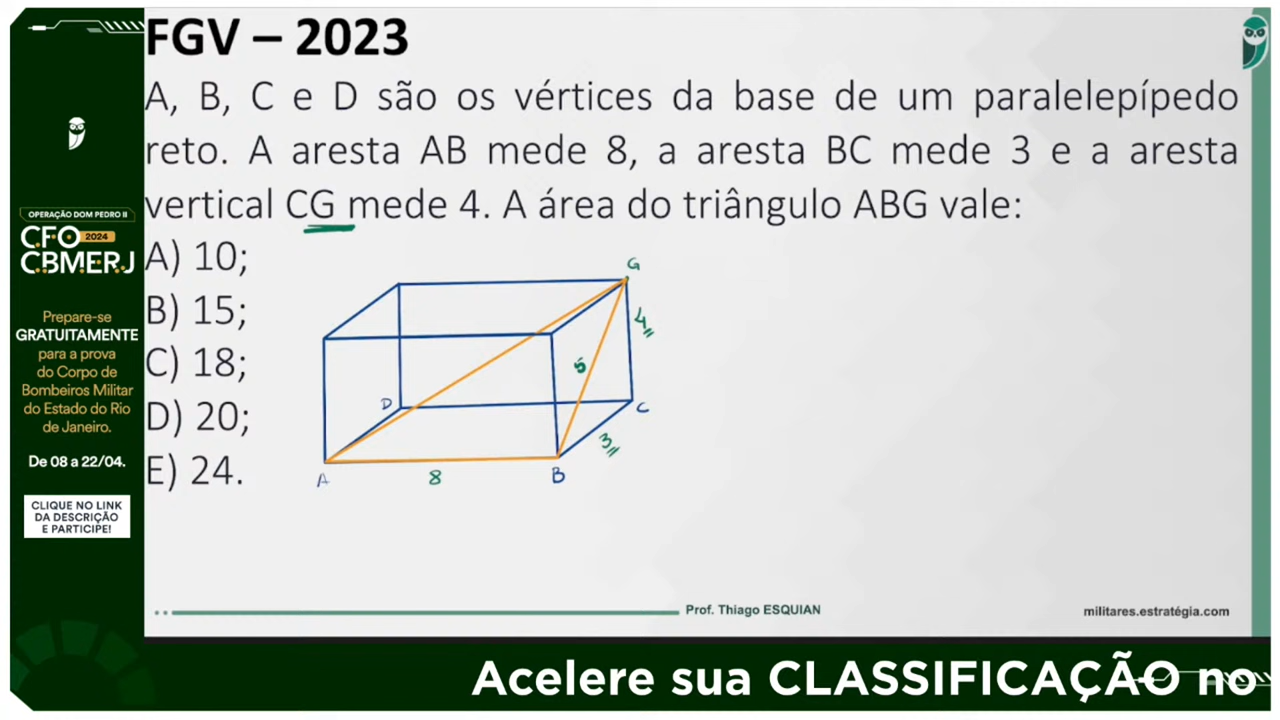 FGV – 2023
A, B, C e D são os vértices da base de um paralelepípedo
reto. A aresta AB mede 8, a aresta BC mede 3 e a aresta
vertical CG mede 4. A área do triângulo ABG vale:
A) 10;
B) 15;
C) 18;
D) 20;
E) 24.
G
4
5
D
C
3
A
8
B
OPERAÇÃO DOM PEDRO II
CFO 2024
CBMERJ
Prepare-se
GRATUITAMENTE
para a prova
do Corpo de
Bombeiros Militar
do Estado do Rio
de Janeiro.
De 08 a 22/04.
CLIQUE NO LINK
DA DESCRIÇÃO
E PARTICIPE!
Prof. Thiago ESQUIAN
militares.estratégia.com
Acelere sua CLASSIFICAÇÃO no